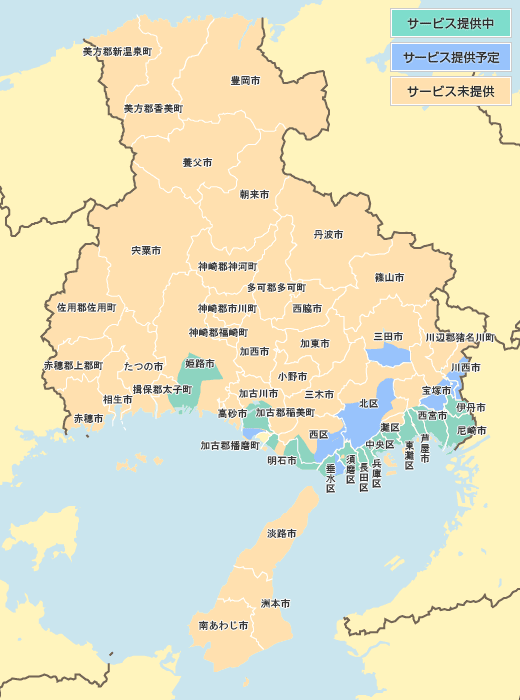 サービス提供中
サービス提供予定
サービス未提供
美方郡新温泉町
豊岡市
美方郡香美町
養父市
朝来市
丹波市
宍粟市
神崎郡神河町
篠山市
多可郡多可町
佐用郡佐用町
神崎郡市川町
西脇市
神崎郡福崎町
三田市
川辺郡猪名川町
加東市
加西市
赤穂郡上郡町
たつの市
姫路市
川西市
小野市
揖保郡太子町
加古川市
三木市
宝塚市
相生市
北区
伊丹市
高砂市
加古郡稲美町
西宮市
赤穂市
灘区
尼崎市
西区
加古郡播磨町
中央区
芦屋市
東灘区
明石市
須磨区
兵庫区
長田区
垂水区
淡路市
洲本市
南あわじ市